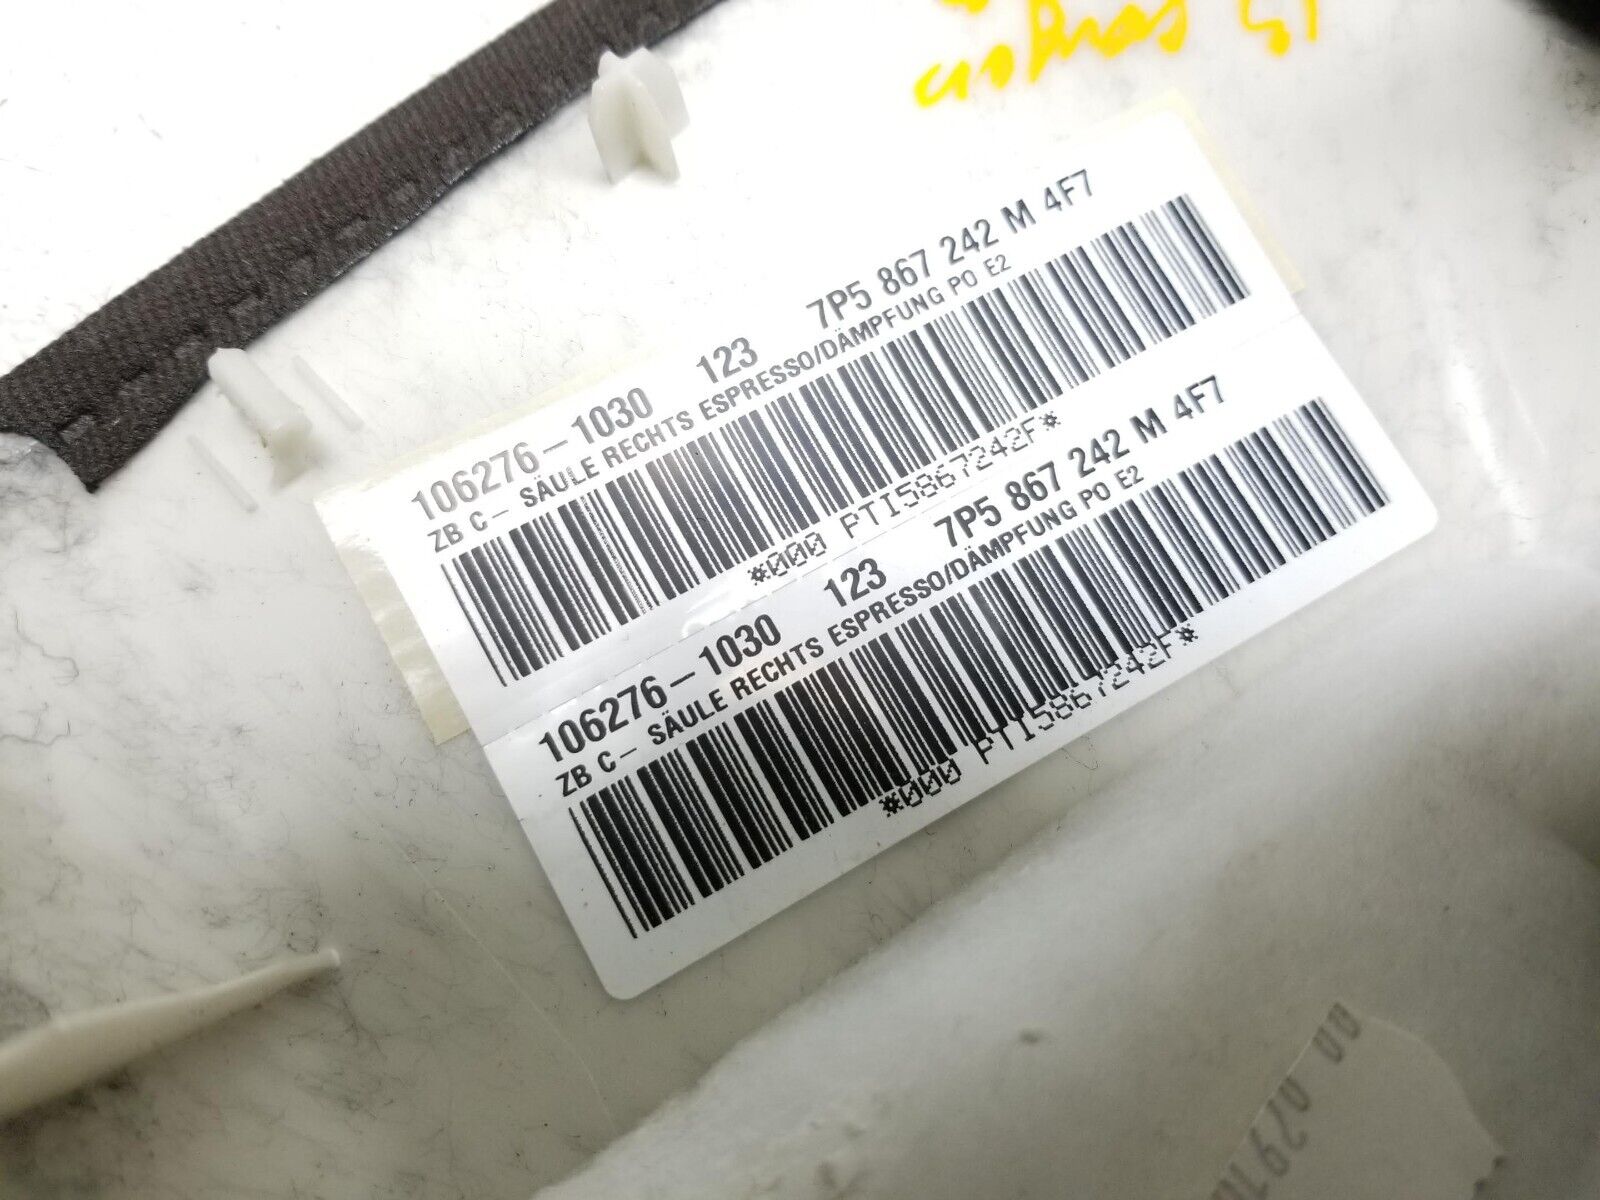 106276-1030 123 7P5 867 242 M 4F7
ZB C- SÄULE RECHTS ESPRESSO/DÄMPFUNG PO E2
*000 PTI5867242F*
106276-1030 123 7P5 867 242 M 4F7
ZB C- SÄULE RECHTS ESPRESSO/DÄMPFUNG PO E2
*000 PTI5867242F*